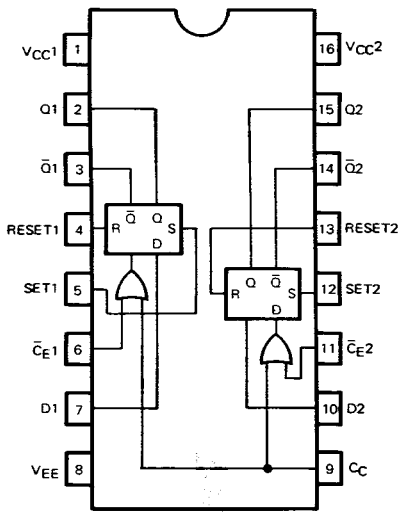 VCC1 1 16 VCC2
Q1 2 15 Q2
Q̄1 3 14 Q̄2
RESET1 4 13 RESET2
Q̄ Q
R S
D
SET1 5 12 SET2
Q Q̄
R S
D
C̄E1 6 11 C̄E2
D1 7 10 D2
VEE 8 9 CC